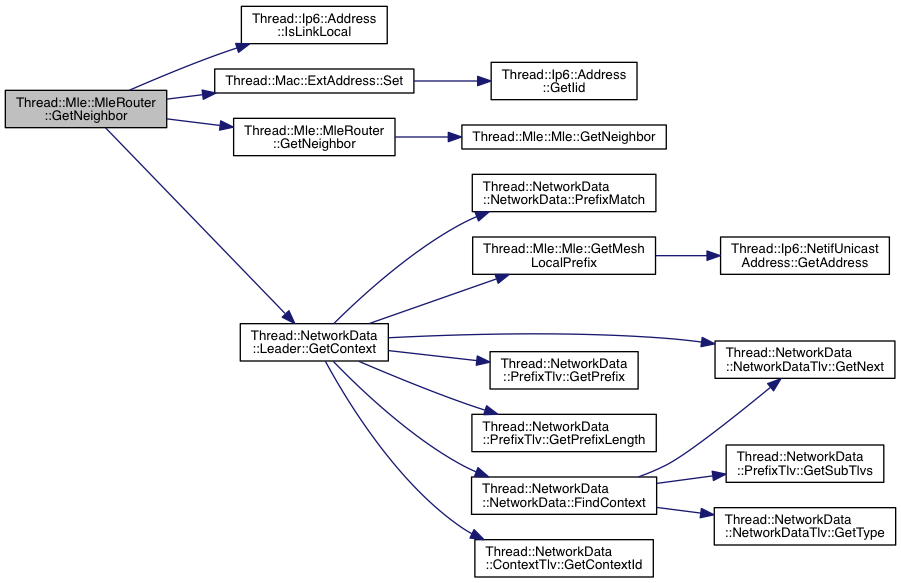 Thread::Ip6::Address
::IsLinkLocal
Thread::Mac::ExtAddress::Set
Thread::Ip6::Address
::GetIid
Thread::Mle::MleRouter
::GetNeighbor
Thread::Mle::MleRouter
::GetNeighbor
Thread::Mle::Mle::GetNeighbor
Thread::NetworkData
::NetworkData::PrefixMatch
Thread::Mle::Mle::GetMesh
LocalPrefix
Thread::Ip6::NetifUnicast
Address::GetAddress
Thread::NetworkData
::Leader::GetContext
Thread::NetworkData
::NetworkDataTlv::GetNext
Thread::NetworkData
::PrefixTlv::GetPrefix
Thread::NetworkData
::PrefixTlv::GetPrefixLength
Thread::NetworkData
::PrefixTlv::GetSubTlvs
Thread::NetworkData
::NetworkData::FindContext
Thread::NetworkData
::NetworkDataTlv::GetType
Thread::NetworkData
::ContextTlv::GetContextId